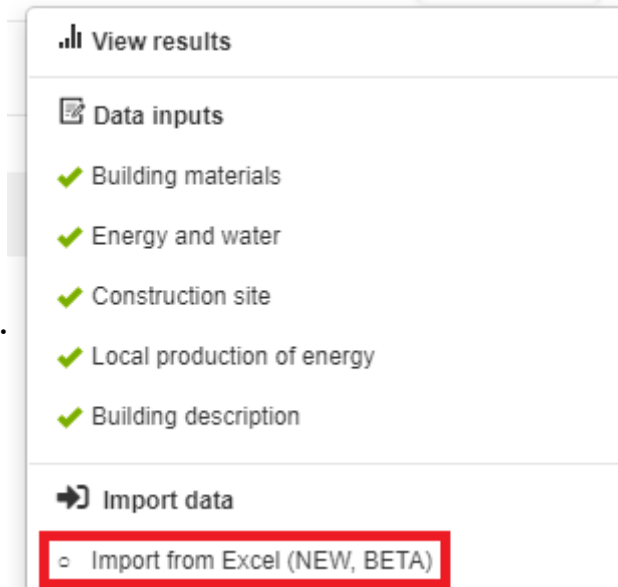 View results
Data inputs
Building materials
Energy and water
Construction site
Local production of energy
Building description
Import data
Import from Excel (NEW, BETA)